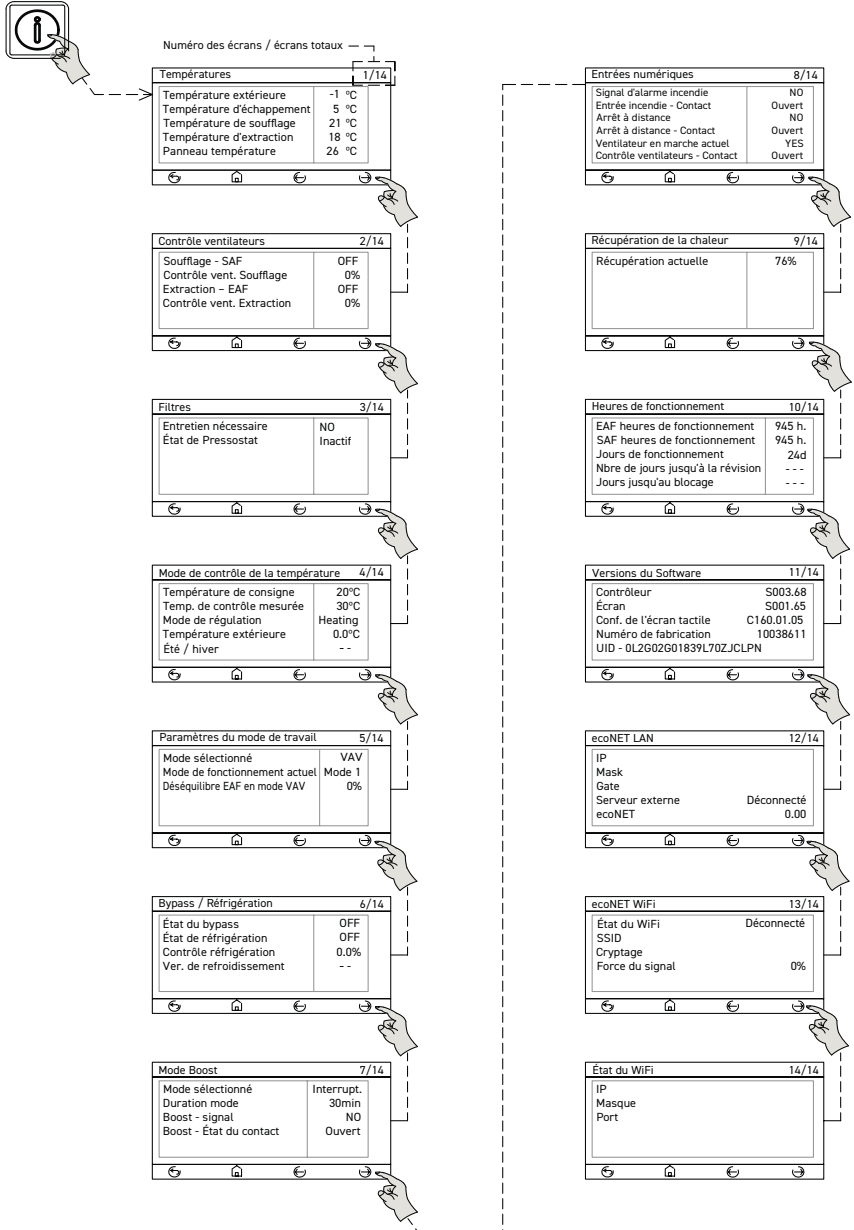 Numéro des écrans / écrans totaux
Températures 1/14
Température extérieure -1 °C
Température d'échappement 5 °C
Température de soufflage 21 °C
Température d'extraction 18 °C
Panneau température 26 °C
Contrôle ventilateurs 2/14
Soufflage - SAF OFF
Contrôle vent. Soufflage 0%
Extraction – EAF OFF
Contrôle vent. Extraction 0%
Filtres 3/14
Entretien nécessaire NO
État de Pressostat Inactif
Mode de contrôle de la température 4/14
Température de consigne 20°C
Temp. de contrôle mesurée 30°C
Mode de régulation Heating
Température extérieure 0.0°C
Été / hiver - -
Paramètres du mode de travail 5/14
Mode sélectionné VAV
Mode de fonctionnement actuel Mode 1
Déséquilibre EAF en mode VAV 0%
Bypass / Réfrigération 6/14
État du bypass OFF
État de réfrigération OFF
Contrôle réfrigération 0.0%
Ver. de refroidissement - -
Mode Boost 7/14
Mode sélectionné Interrupt.
Duration mode 30min
Boost - signal NO
Boost - État du contact Ouvert
Entrées numériques 8/14
Signal d'alarme incendie NO
Entrée incendie - Contact Ouvert
Arrêt à distance NO
Arrêt à distance - Contact Ouvert
Ventilateur en marche actuel YES
Contrôle ventilateurs - Contact Ouvert
Récupération de la chaleur 9/14
Récupération actuelle 76%
Heures de fonctionnement 10/14
EAF heures de fonctionnement 945 h.
SAF heures de fonctionnement 945 h.
Jours de fonctionnement 24d
Nbre de jours jusqu'à la révision - - -
Jours jusqu'au blocage - - -
Versions du Software 11/14
Contrôleur S003.68
Écran S001.65
Conf. de l'écran tactile C160.01.05
Numéro de fabrication 10038611
UID - 0L2G02G01839L70ZJCLPN
ecoNET LAN 12/14
IP
Mask
Gate
Serveur externe Déconnecté
ecoNET 0.00
ecoNET WiFi 13/14
État du WiFi Déconnecté
SSID
Cryptage
Force du signal 0%
État du WiFi 14/14
IP
Masque
Port